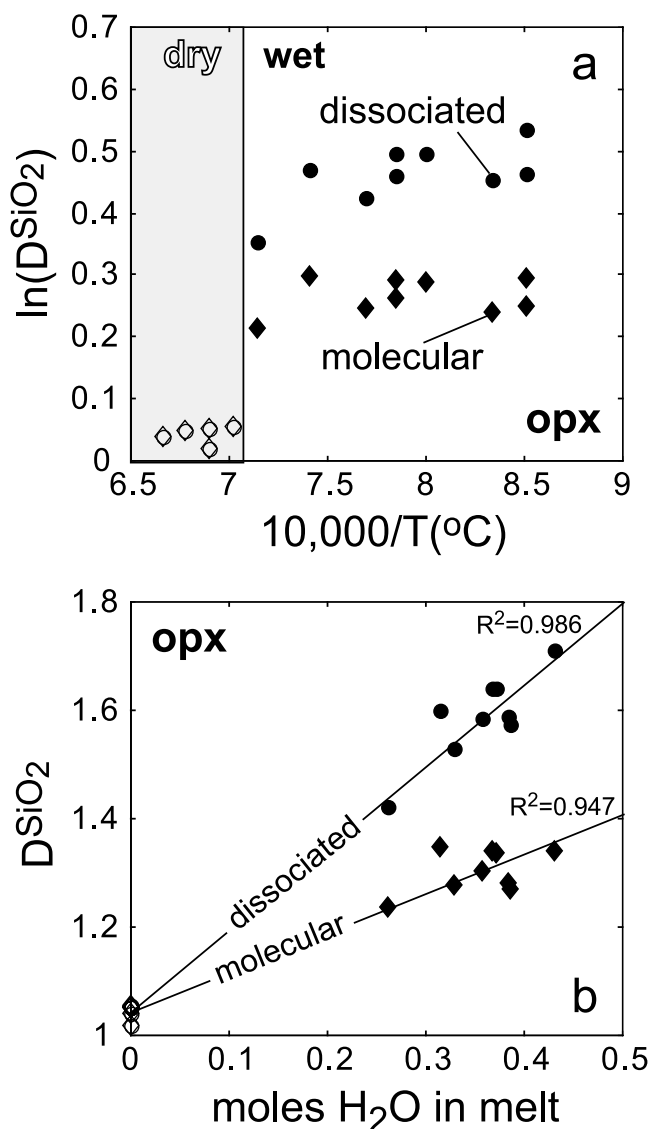 0.7
dry
wet
a
0.6
dissociated
0.5
0.4
ln(D^SiO2)
0.3
0.2
molecular
0.1
opx
0
6.5 7 7.5 8 8.5 9
10,000/T(ºC)
1.8
opx
R²=0.986
1.6
D^SiO2
R²=0.947
1.4
dissociated
1.2
molecular
b
1
0 0.1 0.2 0.3 0.4 0.5
moles H₂O in melt